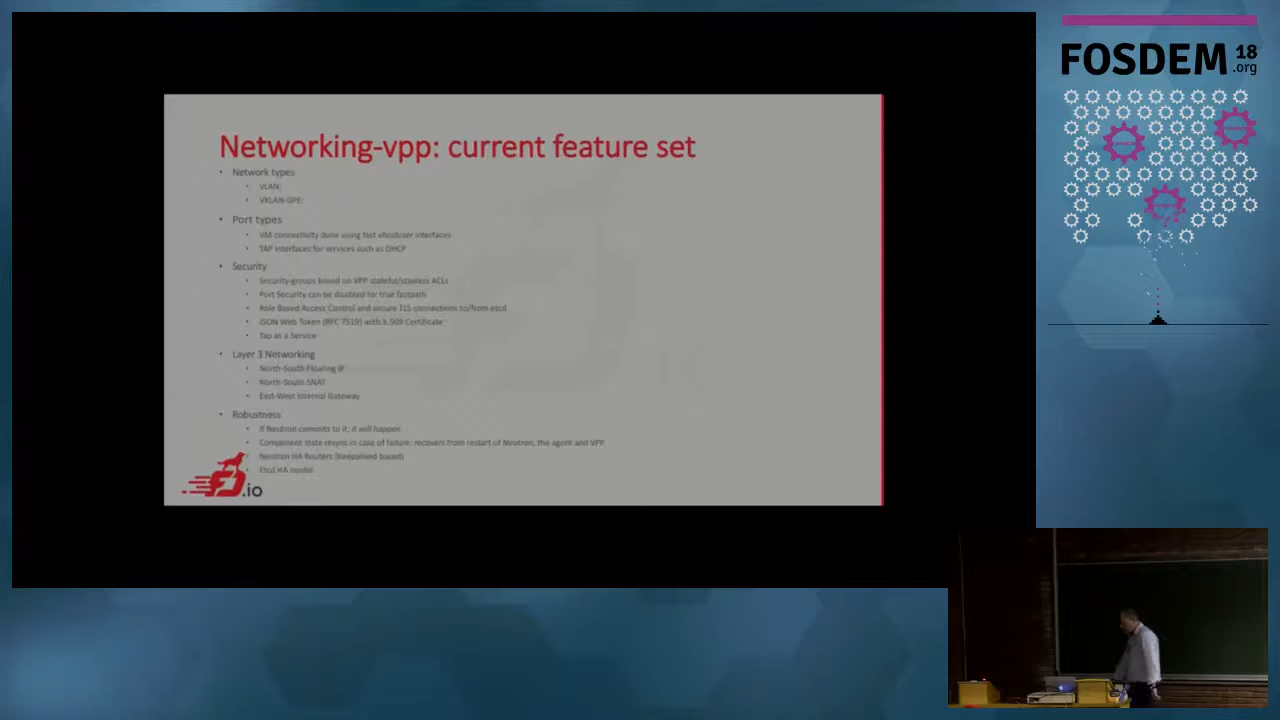 FOSDEM 18
.org
Networking-vpp: current feature set
• Network types
• VLAN:
• VXLAN-GPE:
• Port types
• VM connectivity done using fast vhostuser interfaces
• TAP interfaces for services such as DHCP
• Security
• Security-groups based on VPP stateful/stateless ACLs
• Port Security can be disabled for true fastpath
• Role Based Access Control and secure TLS connections to/from etcd
• JSON Web Token (RFC 7519) with X.509 Certificate
• Tap as a Service
• Layer 3 Networking
• North-South Floating IP
• North-South SNAT
• East-West Internal Gateway
• Robustness
• If Neutron commits to it, it will happen
• Component state resync in case of failure: recovers from restart of Neutron, the agent and VPP
• Neutron HA Routers (Keepalived based)
• Etcd HA model
.io